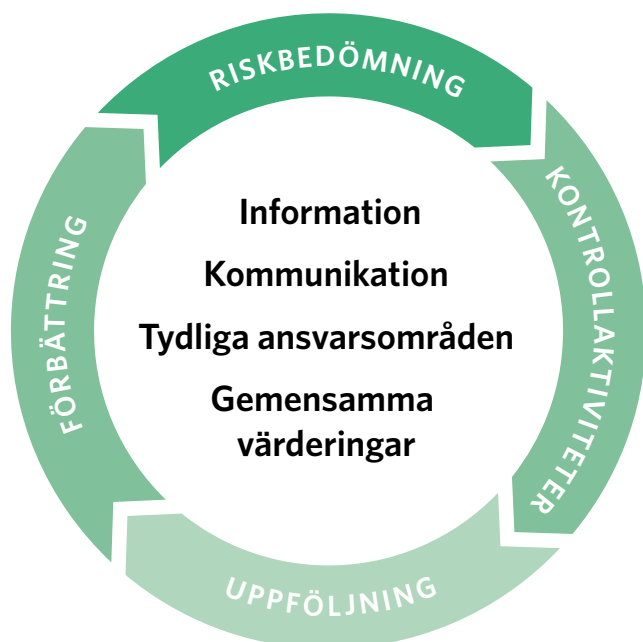 RISKBEDÖMNING
KONTROLLAKTIVITETER
UPPFÖLJNING
FÖRBÄTTRING
Information
Kommunikation
Tydliga ansvarsområden
Gemensamma
värderingar